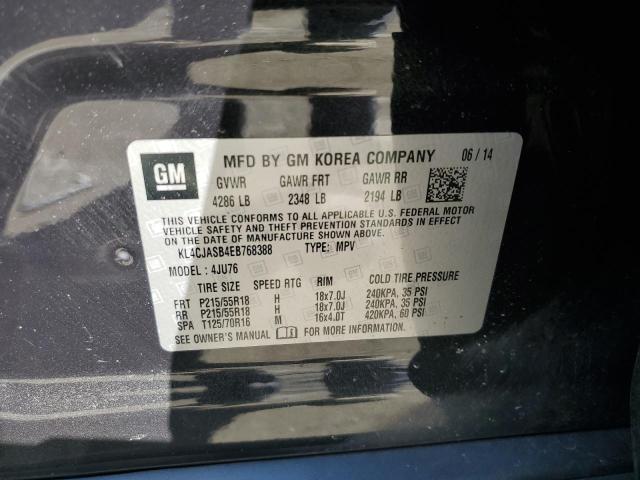 GM
MFD BY GM KOREA COMPANY 06 / 14
GVWR GAWR FRT GAWR RR
4286 LB 2348 LB 2194 LB
THIS VEHICLE CONFORMS TO ALL APPLICABLE U.S. FEDERAL MOTOR
VEHICLE SAFETY, BUMPER, AND THEFT PREVENTION STANDARDS IN EFFECT
ON THE DATE OF MANUFACTURE SHOWN ABOVE.
KL4CJASB4EB768388 TYPE: MPV
MODEL : 4JU76
TIRE SIZE SPEED RTG RIM COLD TIRE PRESSURE
FRT P215/55R18 H 18x7.0J 240KPA, 35 PSI
RR P215/55R18 H 18x7.0J 240KPA, 35 PSI
SPA T125/70R16 M 16x4.0T 420KPA, 60 PSI
SEE OWNER'S MANUAL FOR MORE INFORMATION.